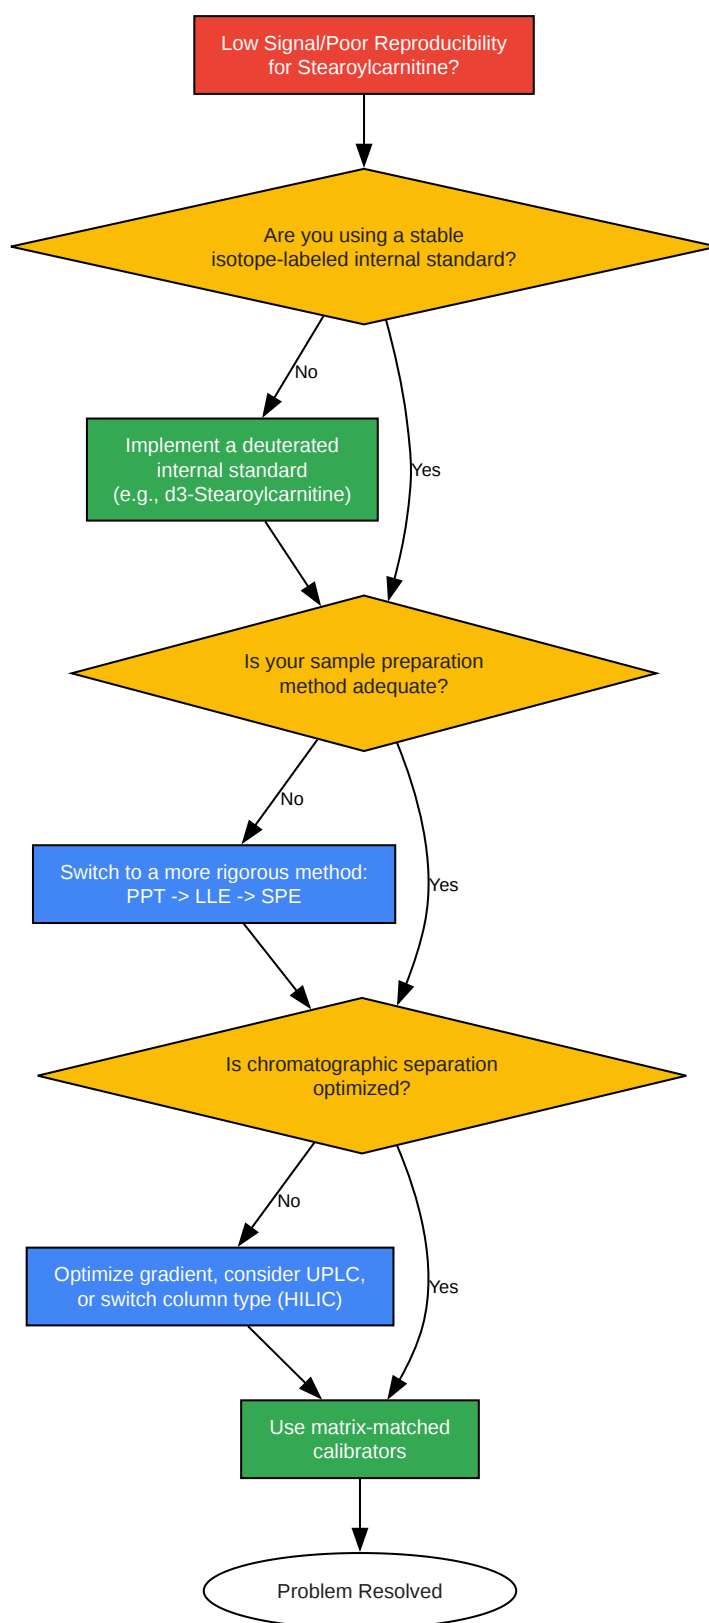 Low Signal/Poor Reproducibility
for Stearoylcarnitine?
Are you using a stable
isotope-labeled internal standard?
No
Implement a deuterated
internal standard
(e.g., d3-Stearoylcarnitine)
Yes
Is your sample preparation
method adequate?
No
Switch to a more rigorous method:
PPT -> LLE -> SPE
Yes
Is chromatographic separation
optimized?
No
Optimize gradient, consider UPLC,
or switch column type (HILIC)
Yes
Use matrix-matched
calibrators
Problem Resolved